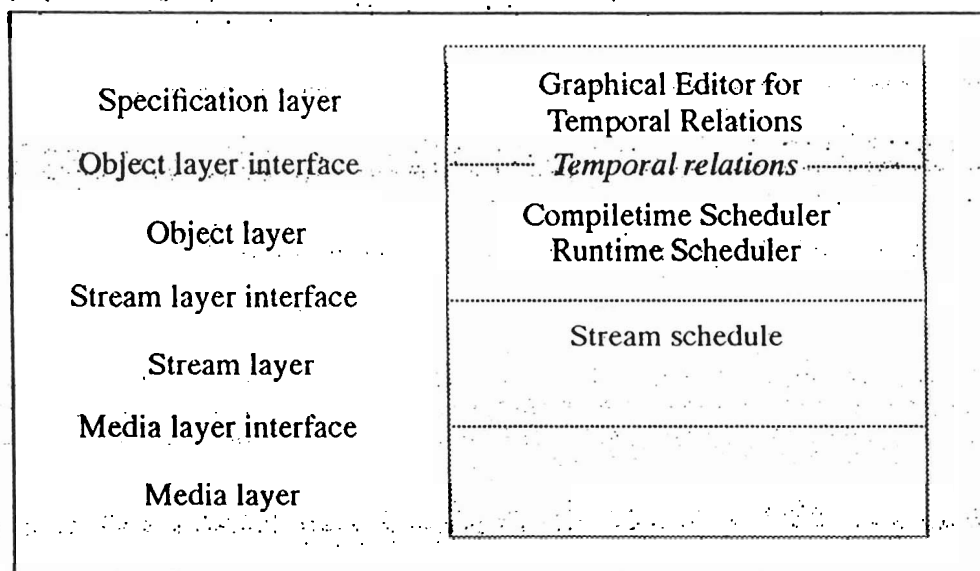 Specification layer
Graphical Editor for
Temporal Relations
Object layer interface
Temporal relations
Object layer
Compiletime Scheduler
Runtime Scheduler
Stream layer interface
Stream schedule
Stream layer
Media layer interface
Media layer